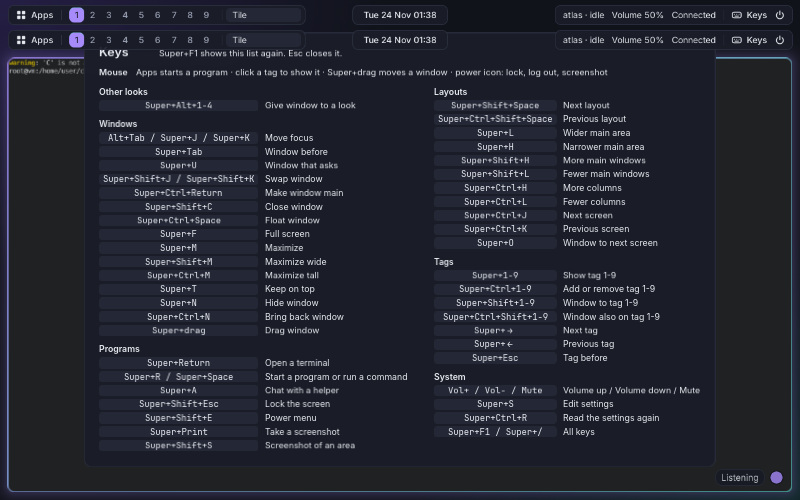 Apps 1 2 3 4 5 6 7 8 9 Tile Tue 24 Nov 01:38 atlas · idle Volume 50% Connected Keys
Apps 1 2 3 4 5 6 7 8 9 Tile Tue 24 Nov 01:38 atlas · idle Volume 50% Connected Keys
Keys Super+F1 shows this list again. Esc closes it.
warning: 'C' is not
root@vm:/home/user/c
Mouse Apps starts a program · click a tag to show it · Super+drag moves a window · power icon: lock, log out, screenshot
Other looks
Super+Alt+1-4 Give window to a look
Windows
Alt+Tab / Super+J / Super+K Move focus
Super+Tab Window before
Super+U Window that asks
Super+Shift+J / Super+Shift+K Swap window
Super+Ctrl+Return Make window main
Super+Shift+C Close window
Super+Ctrl+Space Float window
Super+F Full screen
Super+M Maximize
Super+Shift+M Maximize wide
Super+Ctrl+M Maximize tall
Super+T Keep on top
Super+N Hide window
Super+Ctrl+N Bring back window
Super+drag Drag window
Programs
Super+Return Open a terminal
Super+R / Super+Space Start a program or run a command
Super+A Chat with a helper
Super+Shift+Esc Lock the screen
Super+Shift+E Power menu
Super+Print Take a screenshot
Super+Shift+S Screenshot of an area
Layouts
Super+Shift+Space Next layout
Super+Ctrl+Shift+Space Previous layout
Super+L Wider main area
Super+H Narrower main area
Super+Shift+H More main windows
Super+Shift+L Fewer main windows
Super+Ctrl+H More columns
Super+Ctrl+L Fewer columns
Super+Ctrl+J Next screen
Super+Ctrl+K Previous screen
Super+O Window to next screen
Tags
Super+1-9 Show tag 1-9
Super+Ctrl+1-9 Add or remove tag 1-9
Super+Shift+1-9 Window to tag 1-9
Super+Ctrl+Shift+1-9 Window also on tag 1-9
Super+→ Next tag
Super+← Previous tag
Super+Esc Tag before
System
Vol+ / Vol- / Mute Volume up / Volume down / Mute
Super+S Edit settings
Super+Ctrl+R Read the settings again
Super+F1 / Super+/ All keys
Listening